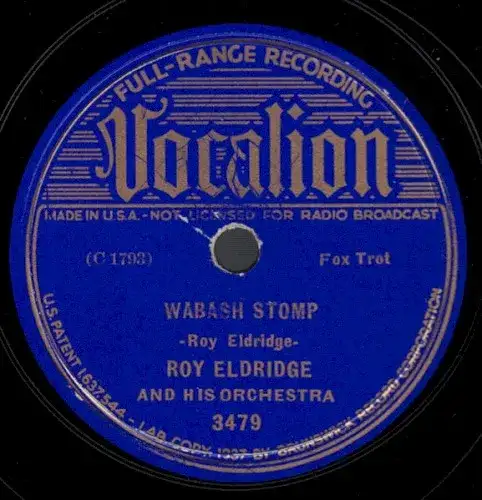 FULL-RANGE RECORDING
Vocalion
MADE IN U.S.A. - NOT LICENSED FOR RADIO BROADCAST
(C 1793)
Fox Trot
WABASH STOMP
-Roy Eldridge-
ROY ELDRIDGE
AND HIS ORCHESTRA
3479
U.S. PATENT 1637544 - LAB. COPY. 1937 BY BRUNSWICK RECORD CORPORATION